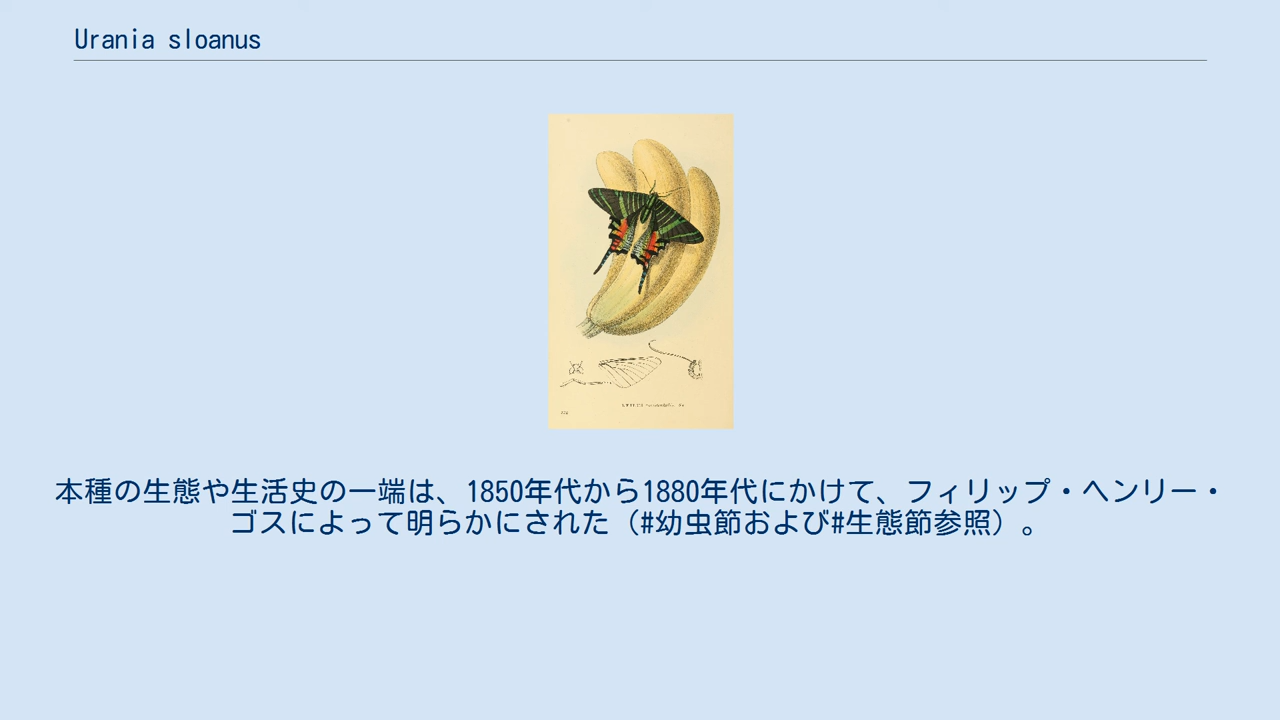 Urania sloanus
本種の生態や生活史の一端は、1850年代から1880年代にかけて、フィリップ・ヘンリー・
ゴスによって明らかにされた（#幼虫節および#生態節参照）。